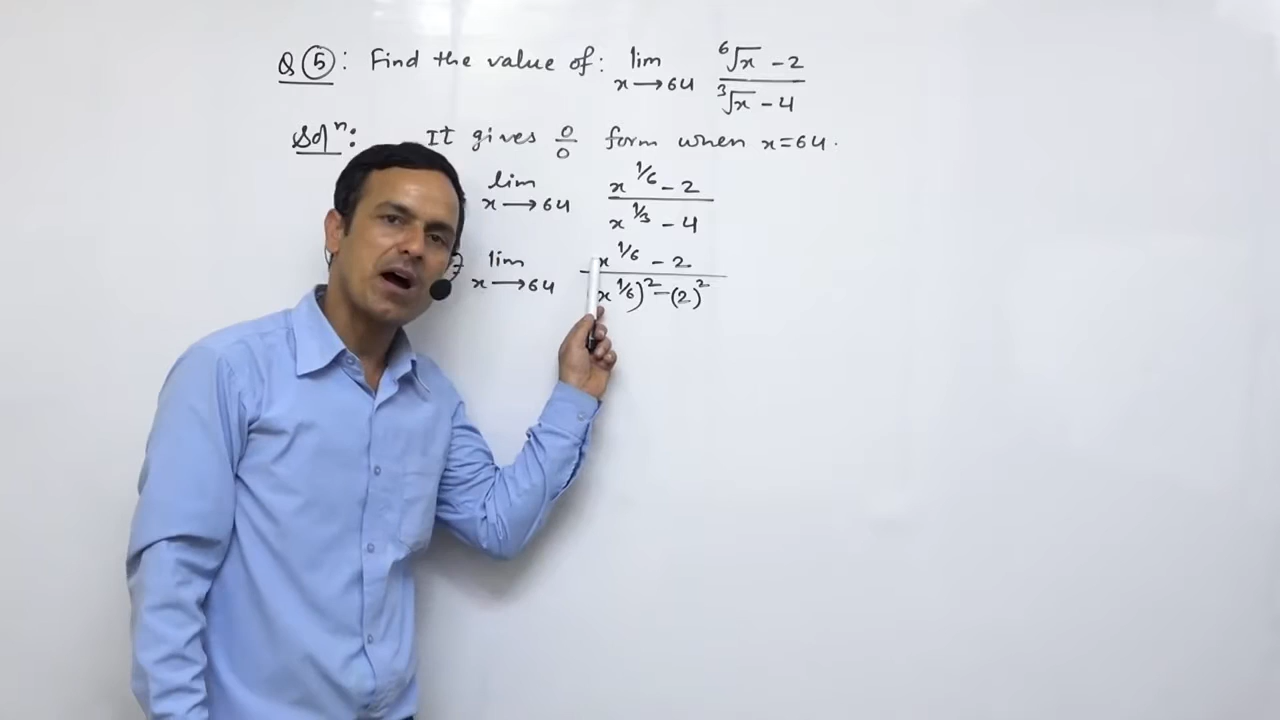 Q ⑤ : Find the value of : lim x→64 (⁶√x - 2)/(³√x - 4)
Solⁿ: It gives 0/0 form when x=64.
lim x→64 (x^1/6 - 2)/(x^1/3 - 4)
lim x→64 (x^1/6 - 2)/(x^1/6)² - (2)²